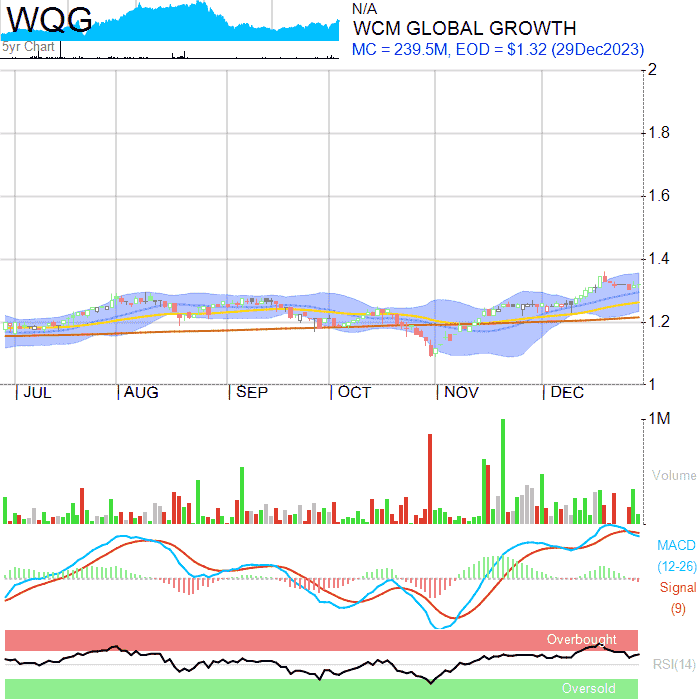 WQG
5yr Chart
N/A
WCM GLOBAL GROWTH
MC = 239.5M, EOD = $1.32 (29Dec2023)
2
1.8
1.6
1.4
1.2
1
JUL AUG SEP OCT NOV DEC
1M
Volume
MACD
(12-26)
Signal
(9)
Overbought
RSI(14)
Oversold